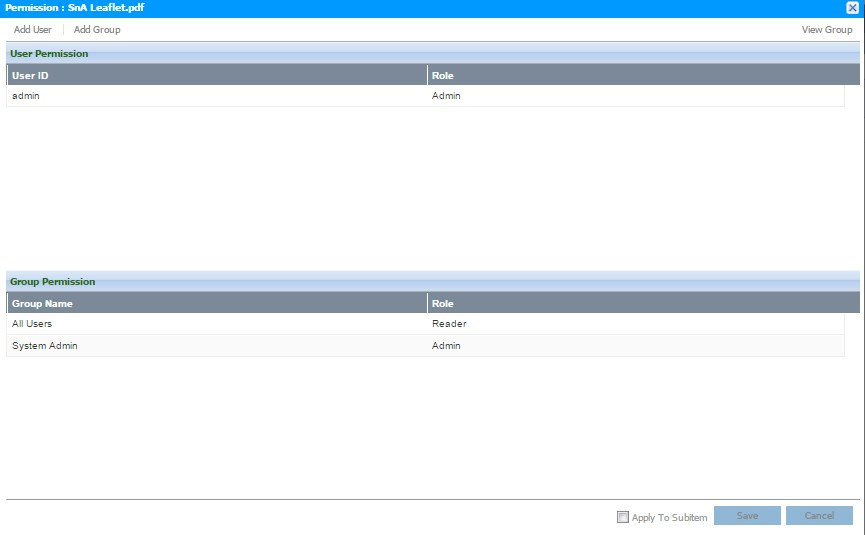 Permission : SnA Leaflet.pdf
Add User Add Group View Group
User Permission
User ID Role
admin Admin
Group Permission
Group Name Role
All Users Reader
System Admin Admin
Apply To Subitem Save Cancel